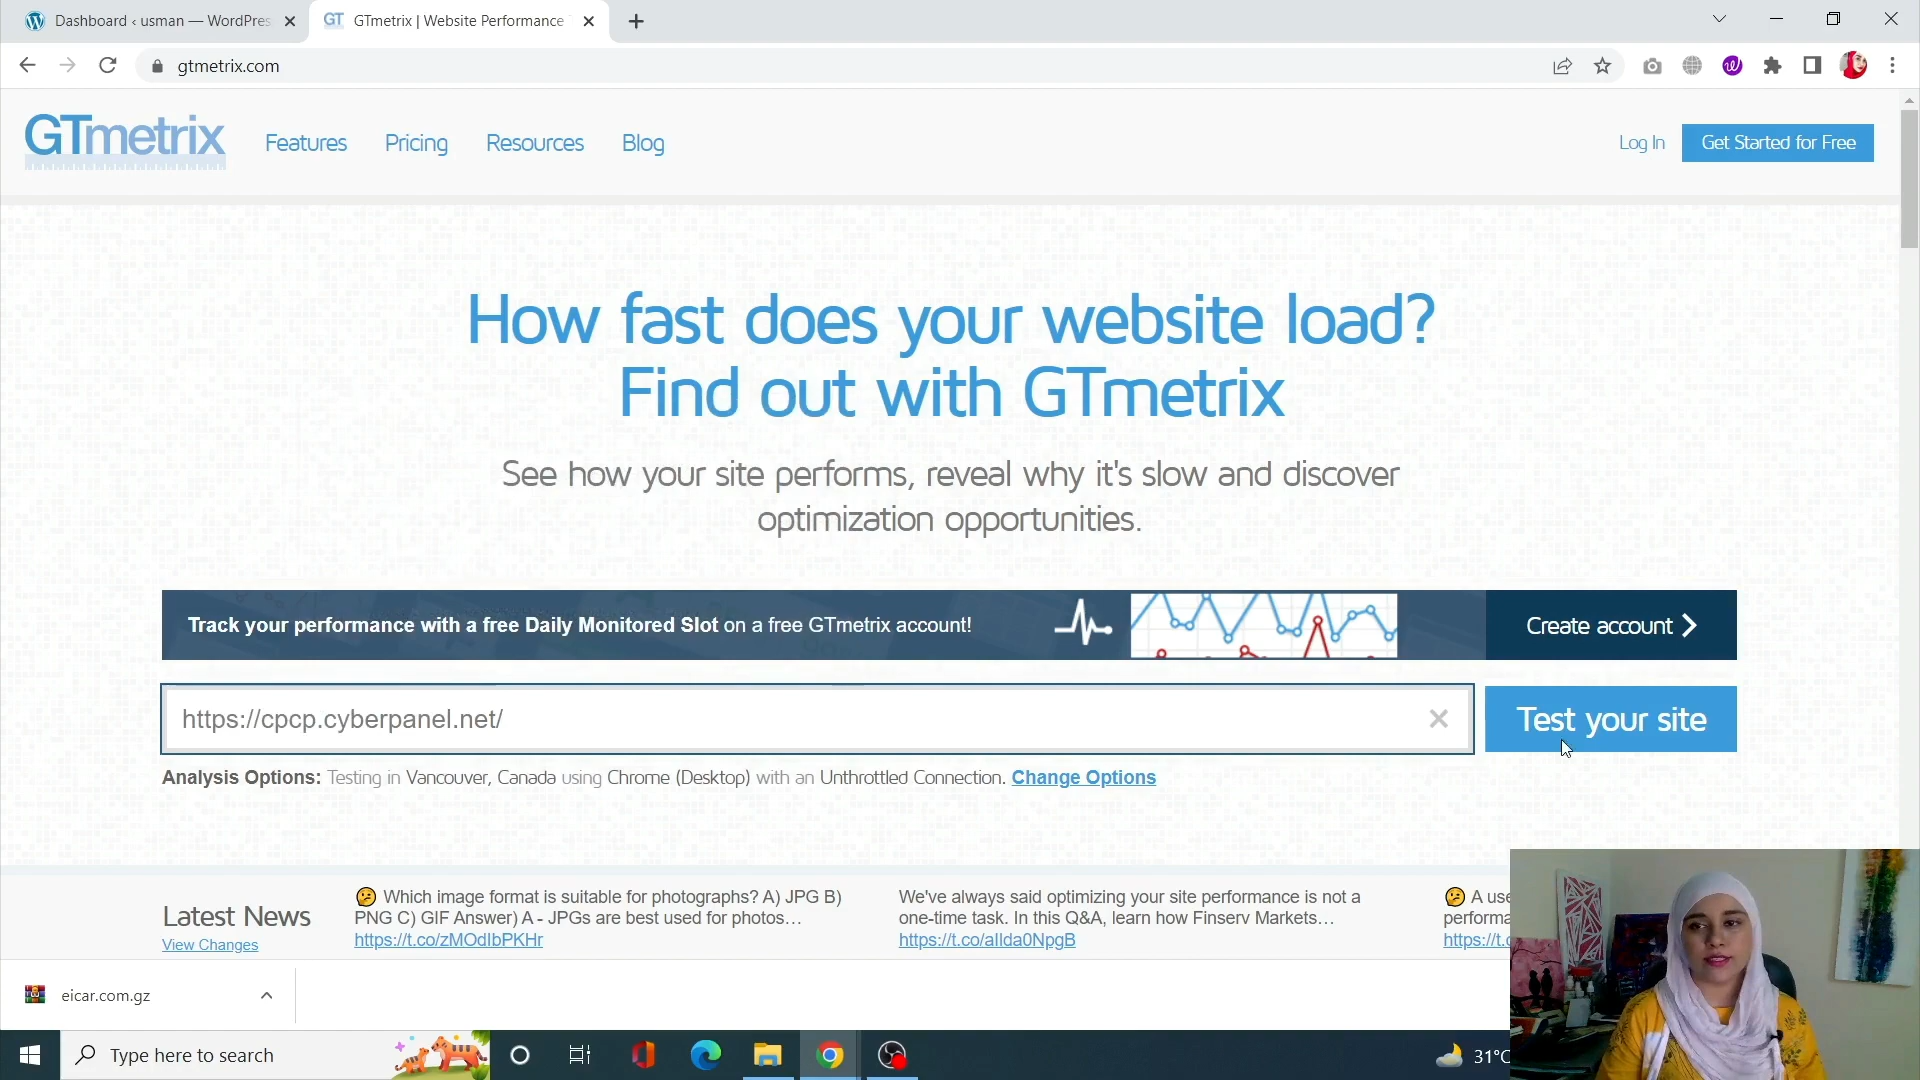 Dashboard ‹ usman — WordPres
GT GTmetrix | Website Performance
gtmetrix.com
GTmetrix
Features
Pricing
Resources
Blog
Log In
Get Started for Free
How fast does your website load?
Find out with GTmetrix
See how your site performs, reveal why it's slow and discover
optimization opportunities.
Track your performance with a free Daily Monitored Slot on a free GTmetrix account!
Create account
https://cpcp.cyberpanel.net/
Test your site
Analysis Options: Testing in Vancouver, Canada using Chrome (Desktop) with an Unthrottled Connection. Change Options
Latest News
View Changes
🤔 Which image format is suitable for photographs? A) JPG B)
PNG C) GIF Answer) A - JPGs are best used for photos…
https://t.co/zMOdIbPKHr
We've always said optimizing your site performance is not a
one-time task. In this Q&A, learn how Finserv Markets…
https://t.co/aIlda0NpgB
🤔 A use
performa
https://t.c
eicar.com.gz
Type here to search
31°C